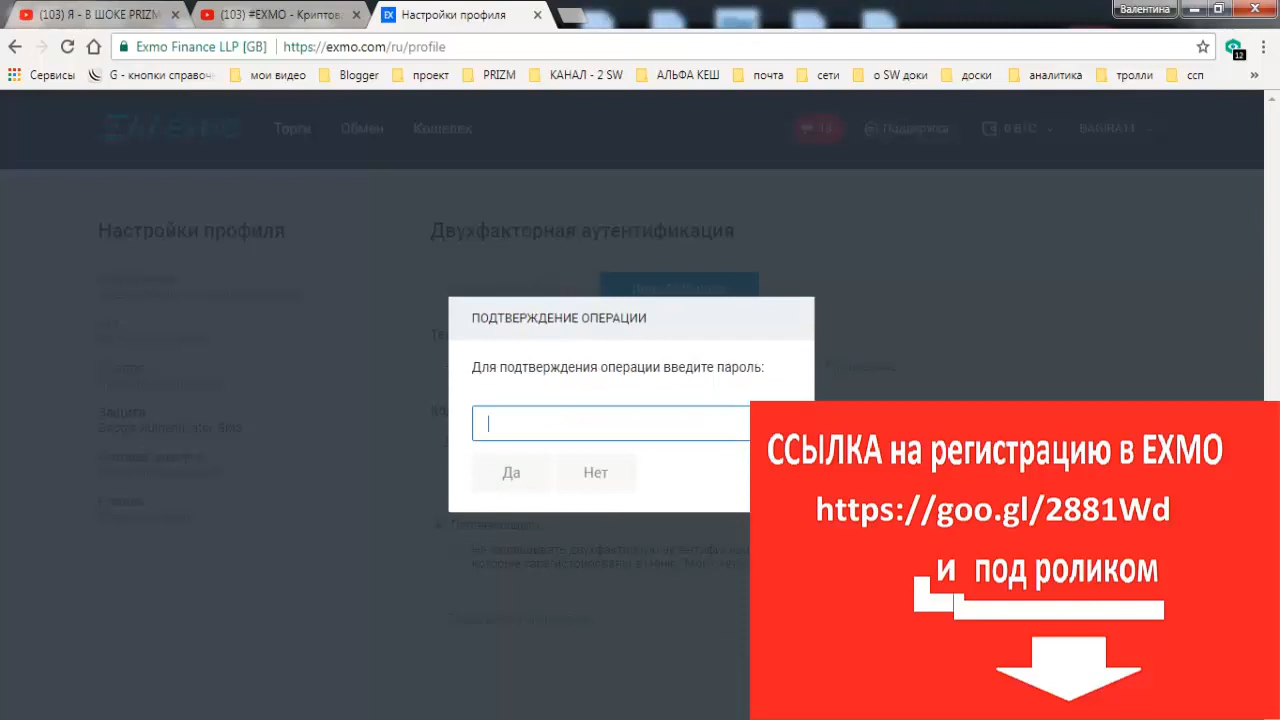 (103) Я - В ШОКЕ PRIZM
(103) #EXMO - Криптов
Настройки профиля
Валентина
Exmo Finance LLP [GB] https://exmo.com/ru/profile
12
Сервисы G - кнопки справоч мои видео Blogger проект PRIZM КАНАЛ - 2 SW АЛЬФА КЕШ почта сети о SW доки доски аналитика тролли ссп »
Торги Обмен Кошелек Поддержка 0 BTC
Настройки профиля
Двухфакторная аутентификация
ПОДТВЕРЖДЕНИЕ ОПЕРАЦИИ
Для подтверждения операции введите пароль:
Защита
Да Нет
ССЫЛКА на регистрацию в EXMO
https://goo.gl/2881Wd
и под роликом